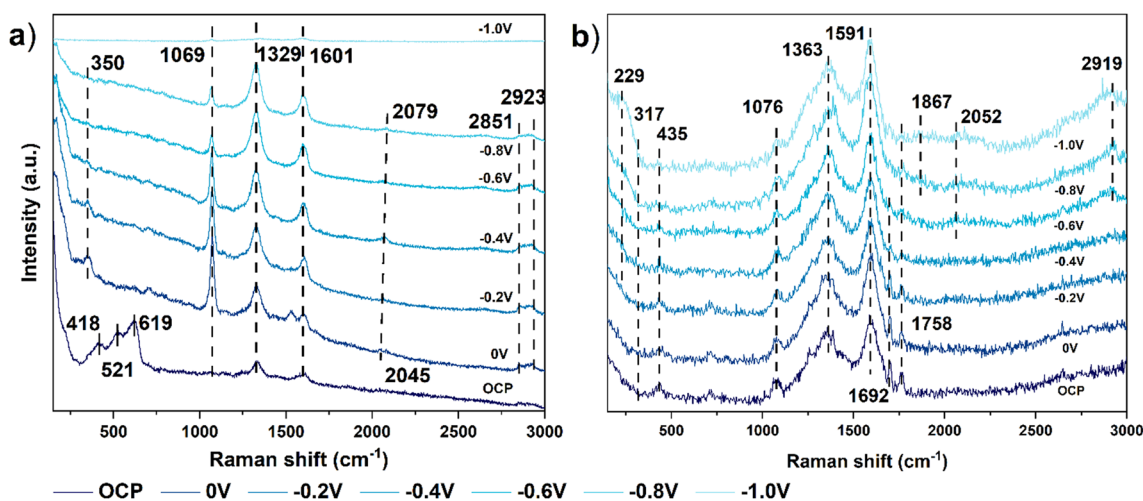 a)
350
1069
1329
1601
-1.0V
2079
2923
2851
-0.8V
-0.6V
-0.4V
-0.2V
0V
2045
OCP
418
619
521
Intensity (a.u.)
500
1000
1500
2000
2500
3000
Raman shift (cm⁻¹)
b)
229
317
435
1076
1363
1591
1867
2052
2919
-1.0V
-0.8V
-0.6V
-0.4V
-0.2V
1758
0V
1692
OCP
500
1000
1500
2000
2500
3000
Raman shift (cm⁻¹)
OCP 0V -0.2V -0.4V -0.6V -0.8V -1.0V